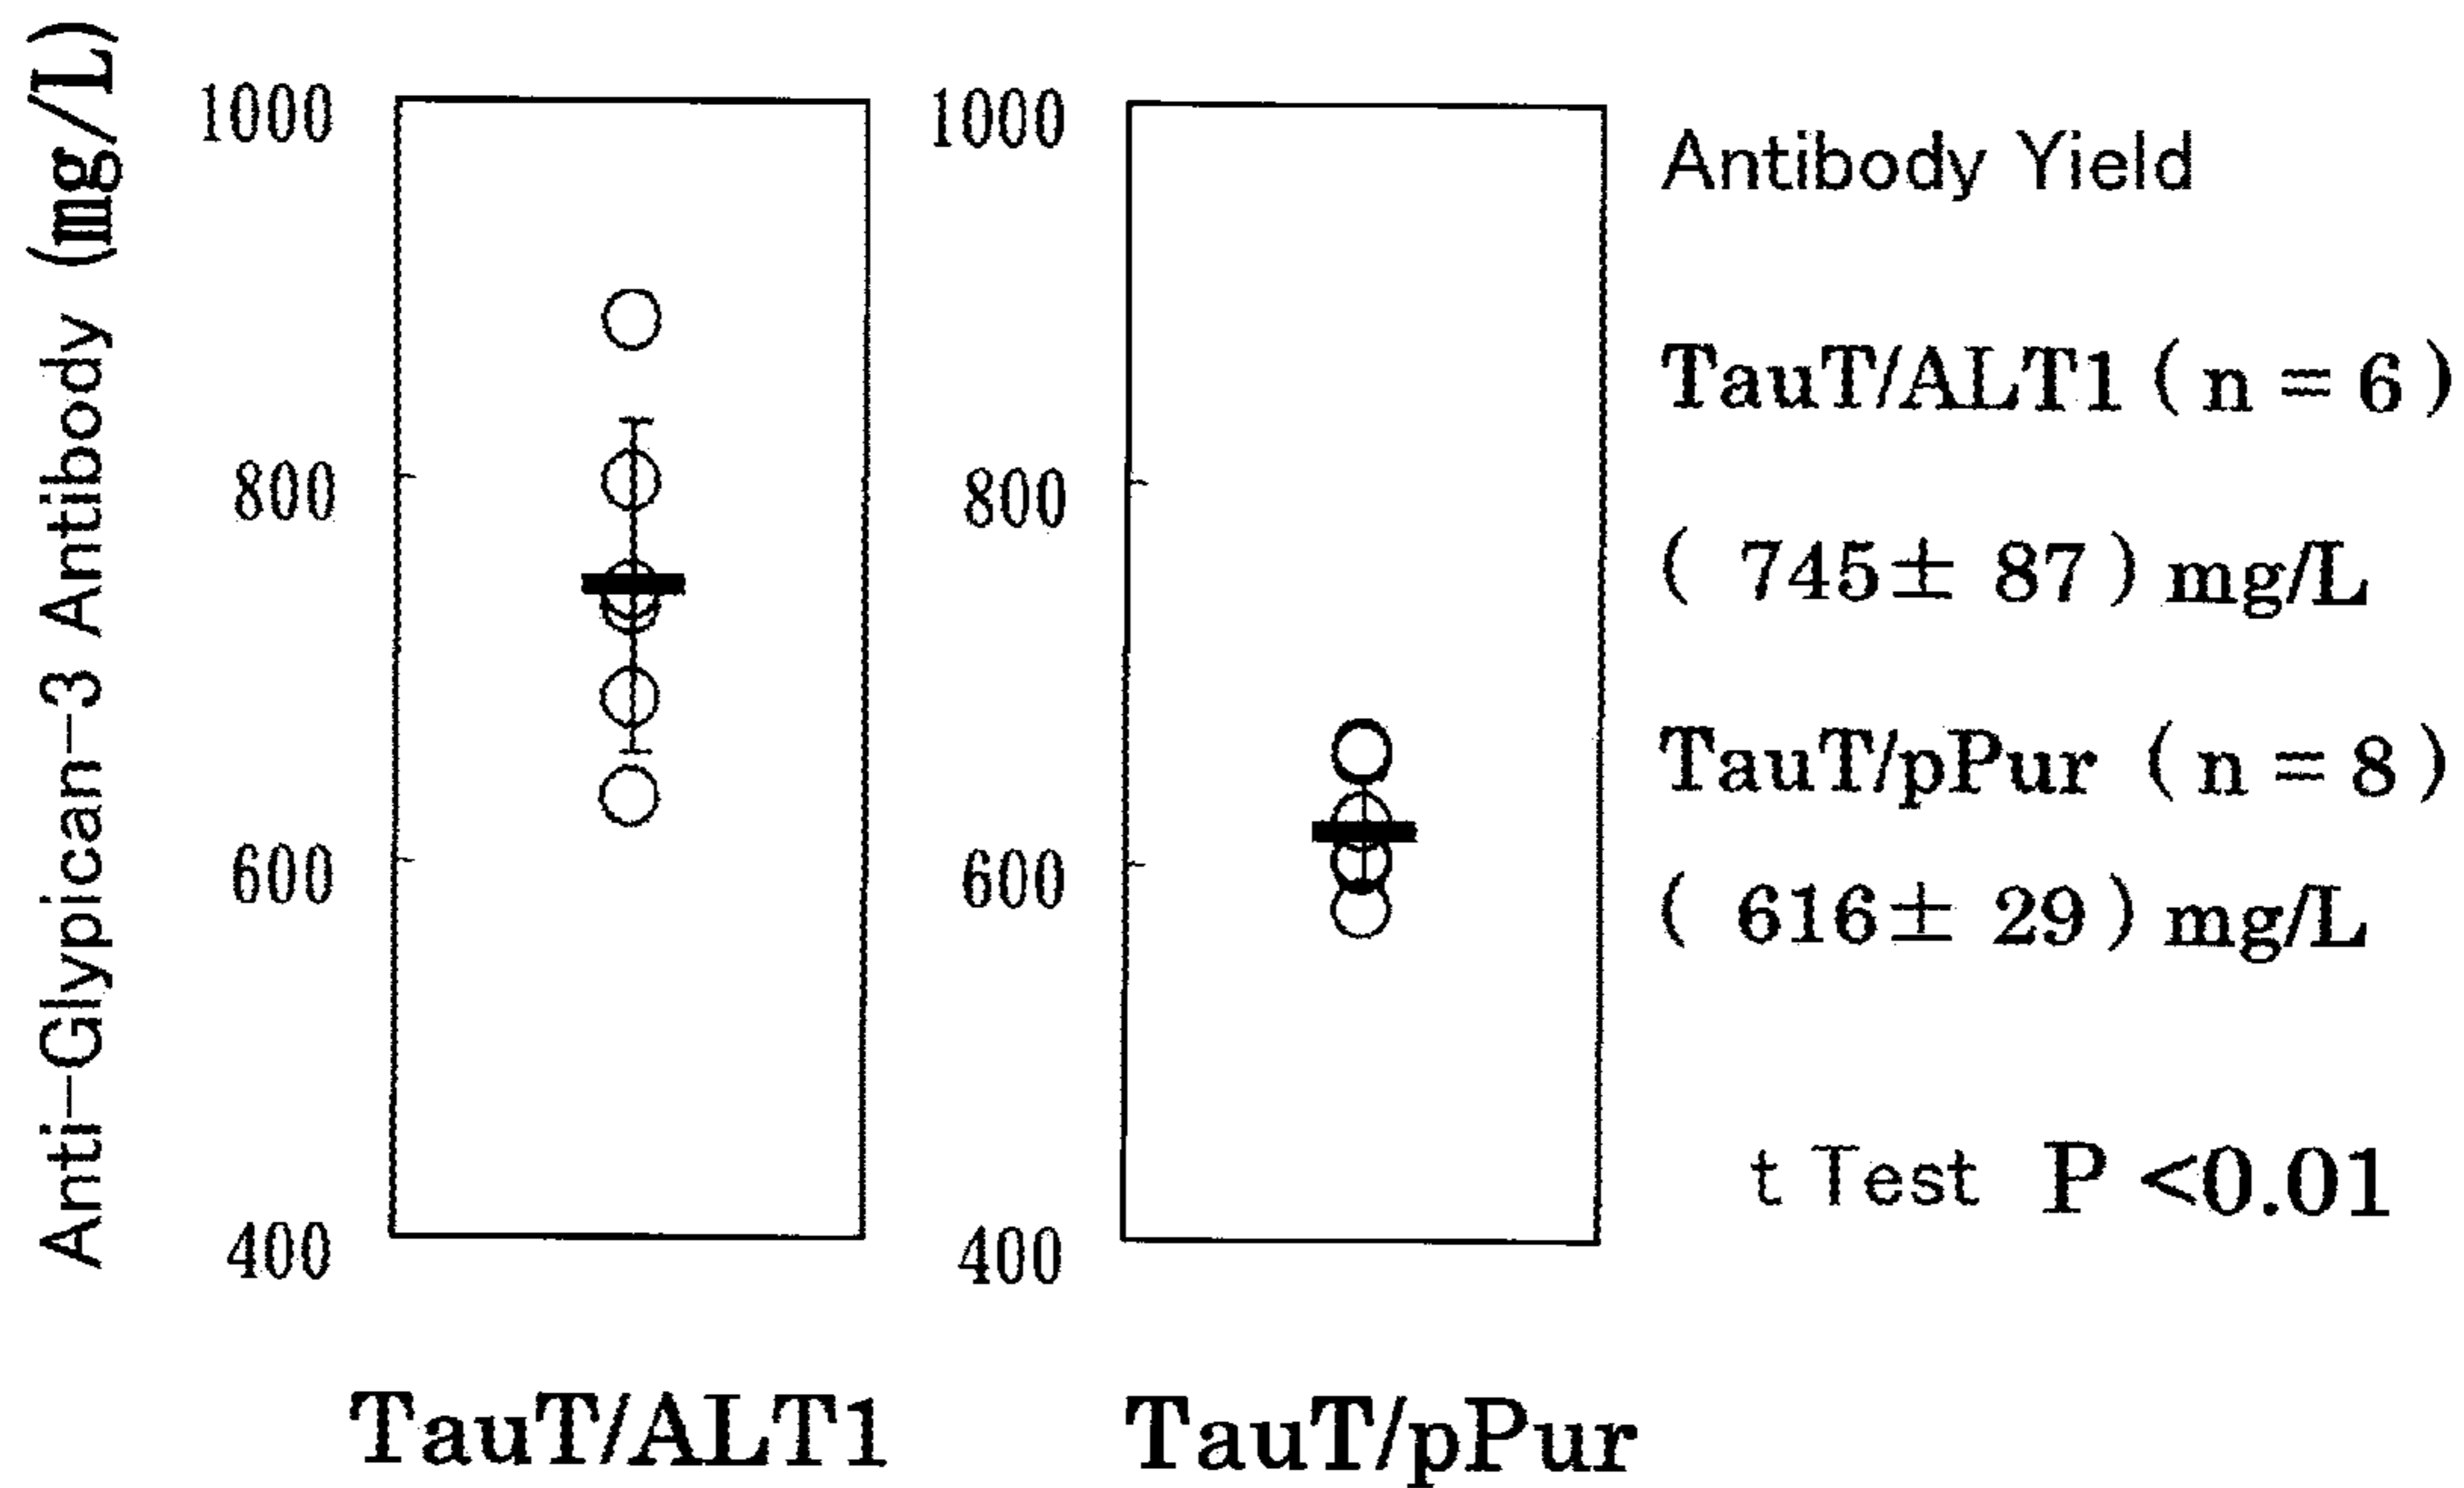 Anti-Glypican-3 Antibody (mg/L)
1000
800
600
400
TauT/ALT1
1000
800
600
400
TauT/pPur
Antibody Yield
TauT/ALT1 ( n = 6 )
( 745± 87 ) mg/L
TauT/pPur ( n = 8 )
( 616± 29 ) mg/L
t Test P <0.01